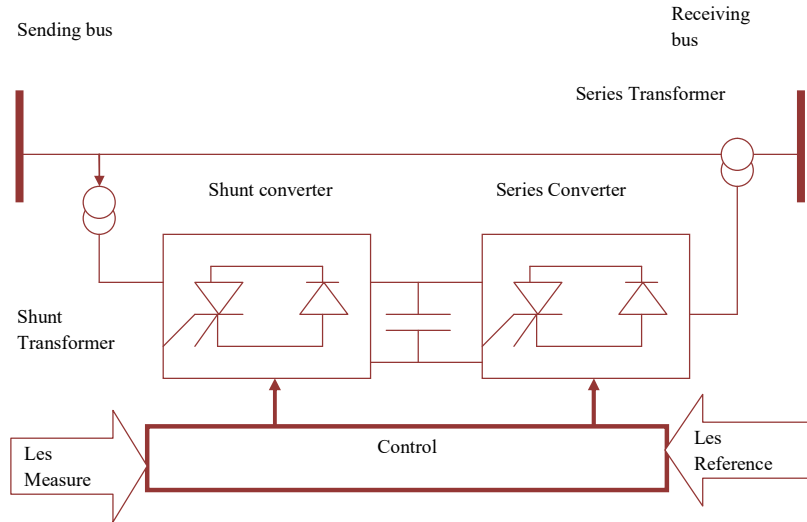 Sending bus
Receiving
bus
Series Transformer
Shunt converter
Series Converter
Shunt
Transformer
Les
Measure
Control
Les
Reference